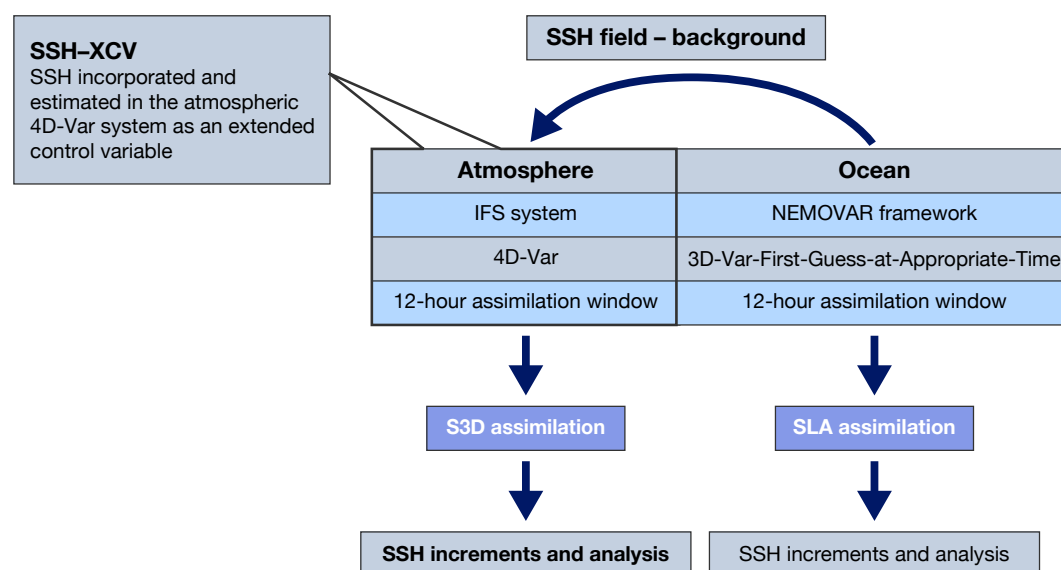 SSH–XCV
SSH incorporated and
estimated in the atmospheric
4D-Var system as an extended
control variable
SSH field – background
Atmosphere
Ocean
IFS system
NEMOVAR framework
4D-Var
3D-Var-First-Guess-at-Appropriate-Time
12-hour assimilation window
12-hour assimilation window
S3D assimilation
SLA assimilation
SSH increments and analysis
SSH increments and analysis